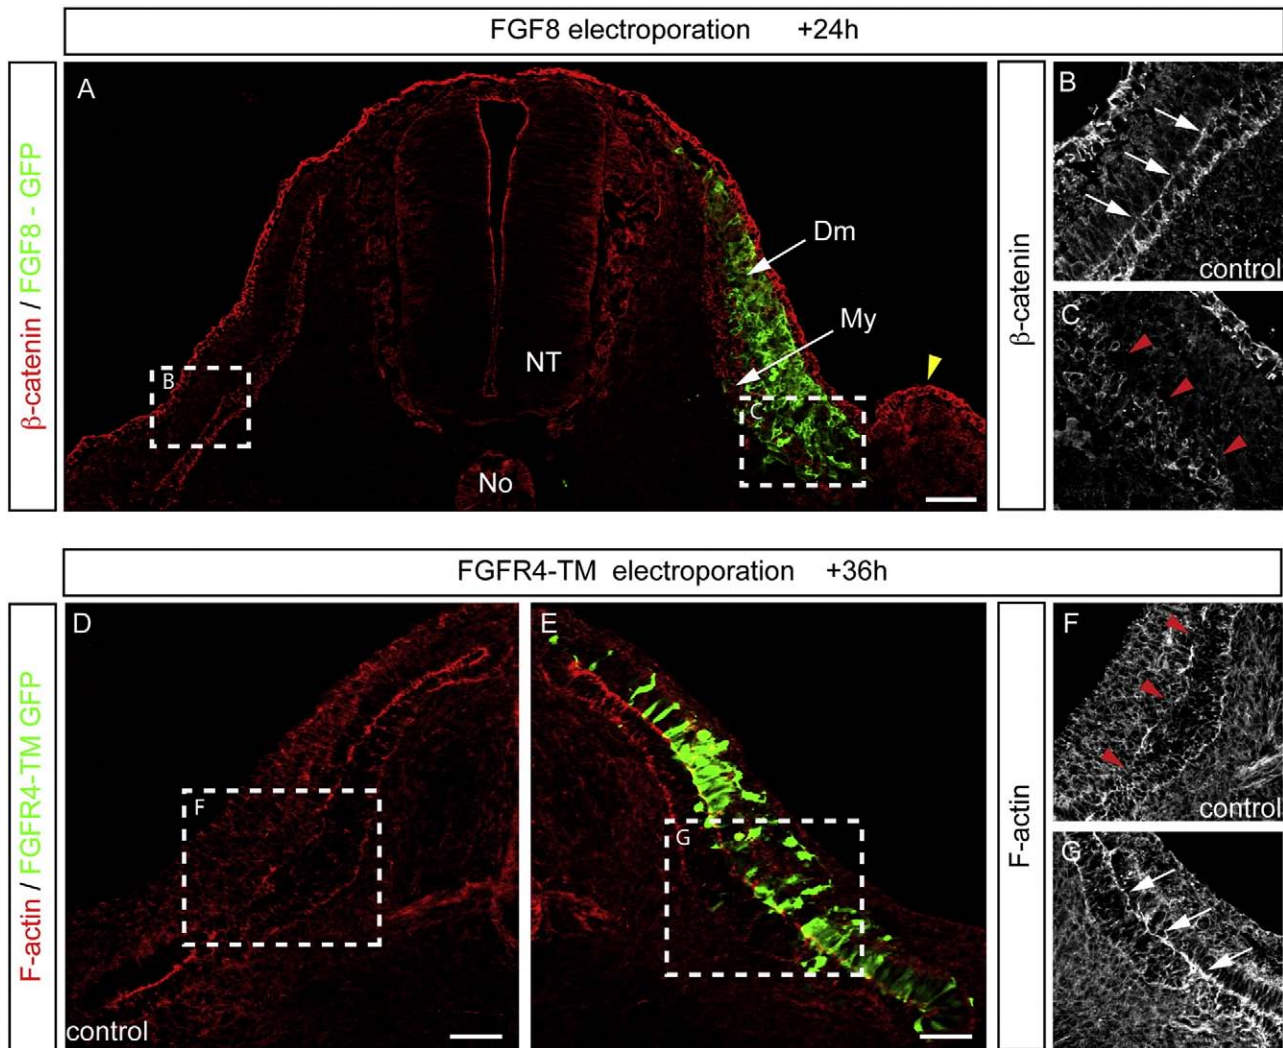 FGF8 electroporation +24h
β-catenin / FGF8 - GFP
A
B
C
Dm
My
NT
No
β-catenin
B
control
C
FGFR4-TM electroporation +36h
F-actin / FGFR4-TM GFP
D
F
control
E
G
F-actin
F
control
G